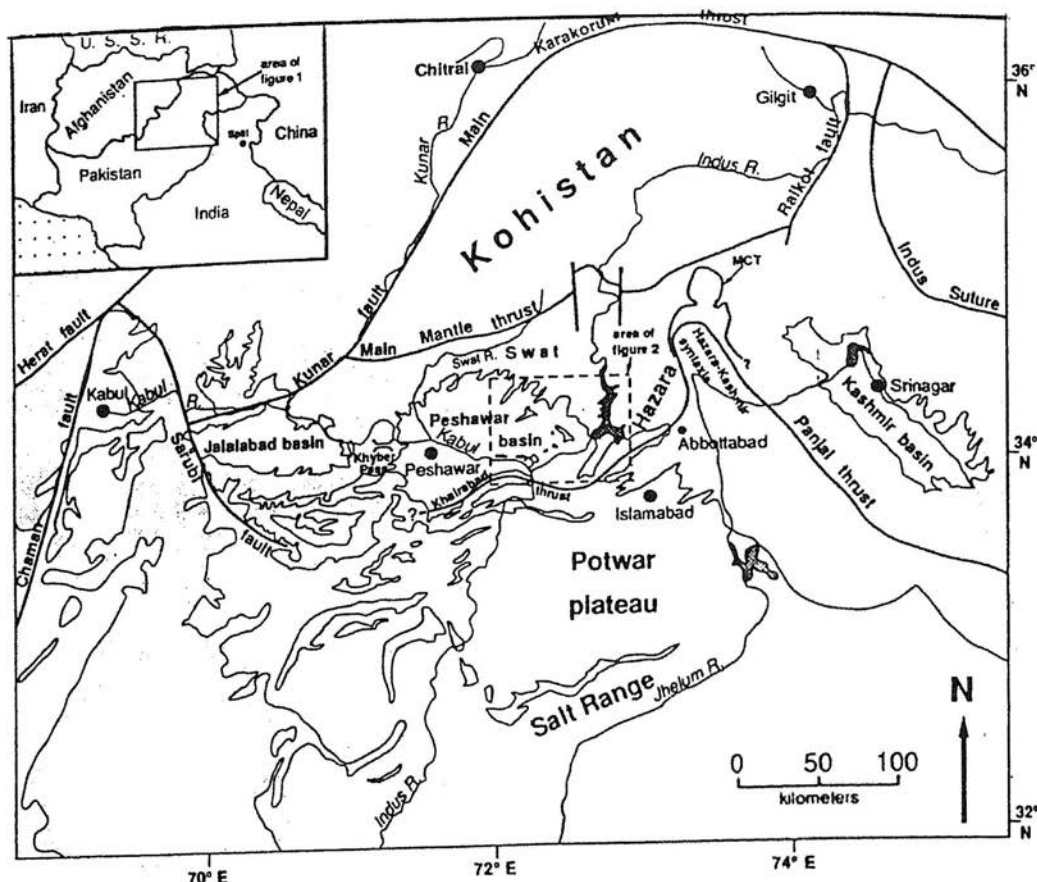 U. S. S. R.
area of
figure 1
Iran
Afghanistan
Spiti
China
Pakistan
Nepal
India
Karakorum
thrust
36°
N
Chitral
Gilgit
Kunar R.
Main
Kohistan
Indus R.
Raikot fault
MCT
Indus
Suture
Herat fault
fault
Main Mantle thrust
Kunar
Swat R.
Swat
area of
figure 2
Hazara
Hazara-Kashmir
syntaxis
?
Srinagar
Kashmir basin
Kabul
Kabul
R.
fault
Sarubi
fault
Chaman
Jalalabad basin
Peshawar
basin
Kabul
Khyber
Pass
Peshawar
Abbottabad
34°
N
Khairabad
thrust
?
Islamabad
Panjal thrust
Potwar
plateau
Salt Range
Jhelum R.
Indus R.
N
0 50 100
kilometers
32°
N
70° E
72° E
74° E